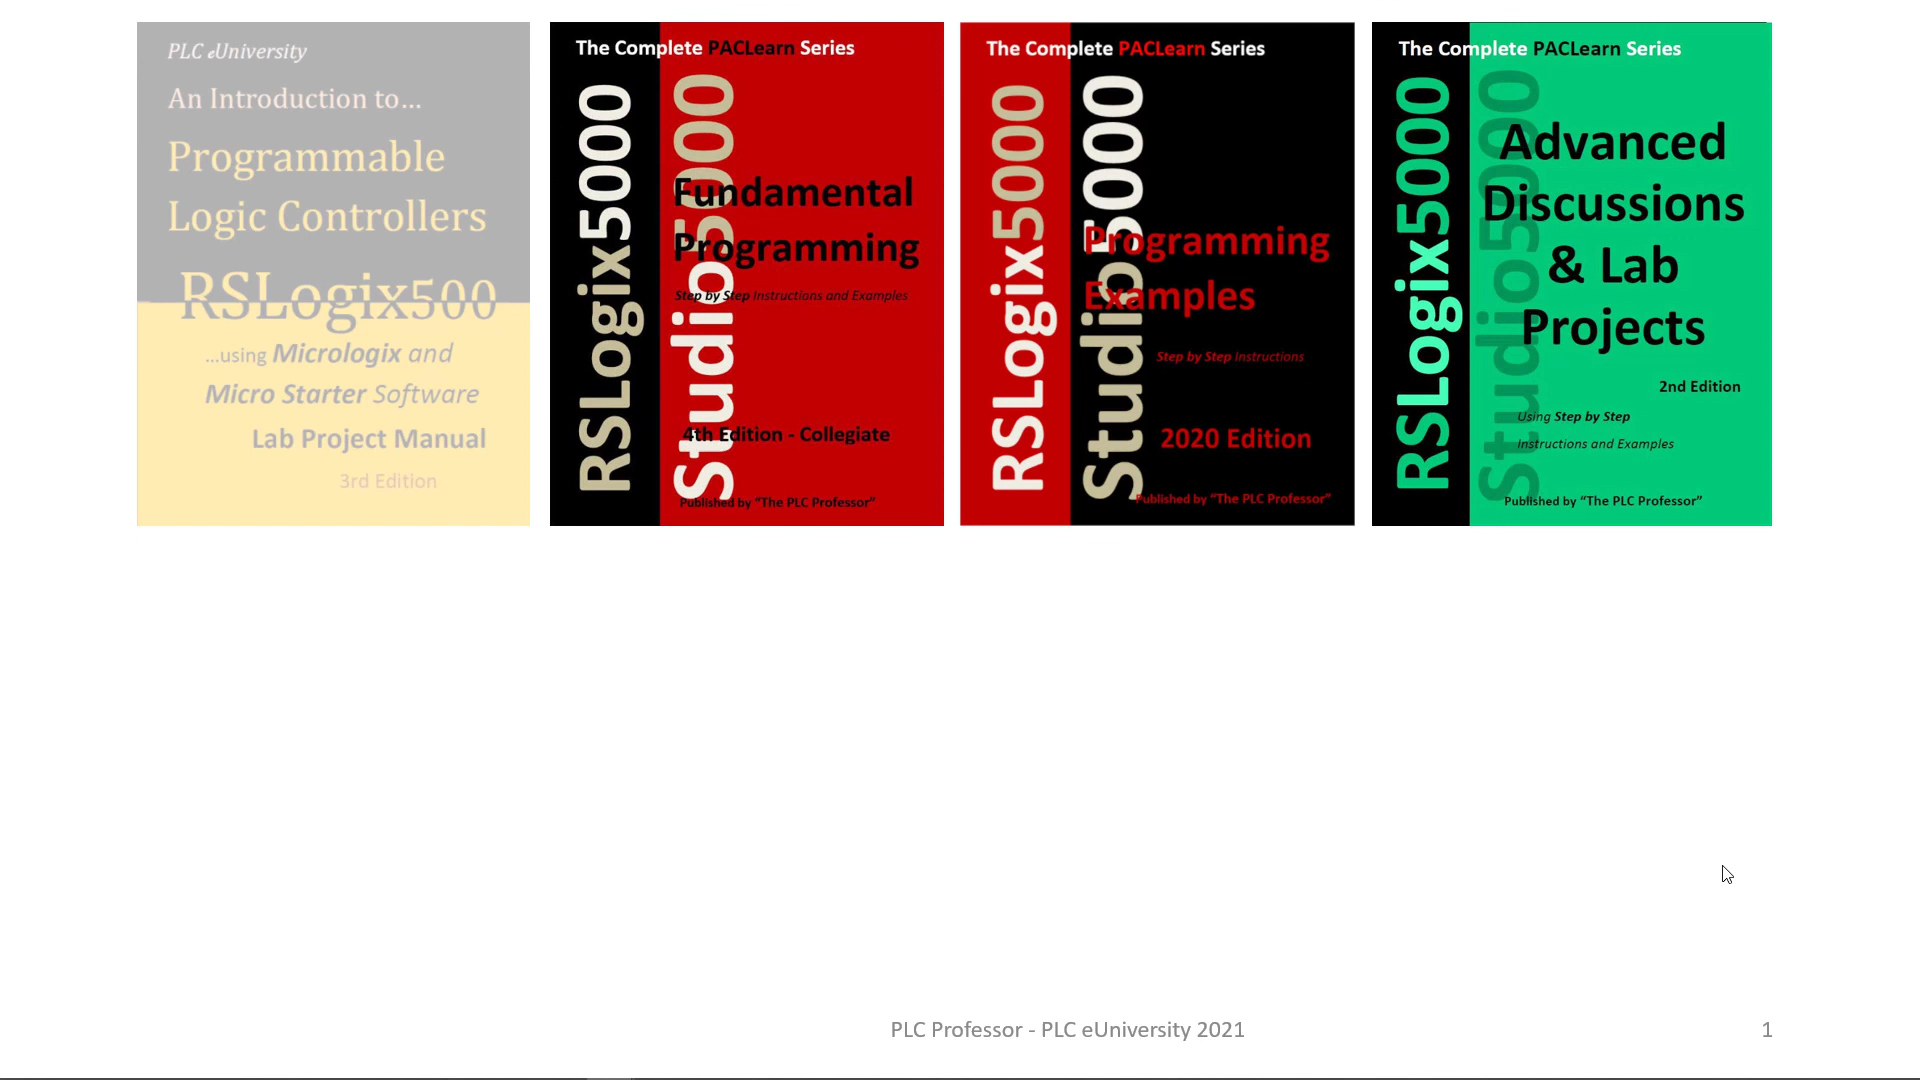 PLC eUniversity
An Introduction to...
Programmable
Logic Controllers
RSLogix500
...using Micrologix and
Micro Starter Software
Lab Project Manual
3rd Edition
The Complete PACLearn Series
RSLogix5000
Studio5000
Fundamental
Programming
Step by Step Instructions and Examples
4th Edition - Collegiate
Published by “The PLC Professor”
The Complete PACLearn Series
RSLogix5000
Studio5000
Programming
Examples
Step by Step Instructions
2020 Edition
Published by “The PLC Professor”
The Complete PACLearn Series
RSLogix5000
Studio5000
Advanced
Discussions
& Lab
Projects
2nd Edition
Using Step by Step
Instructions and Examples
Published by “The PLC Professor”
PLC Professor - PLC eUniversity 2021
1